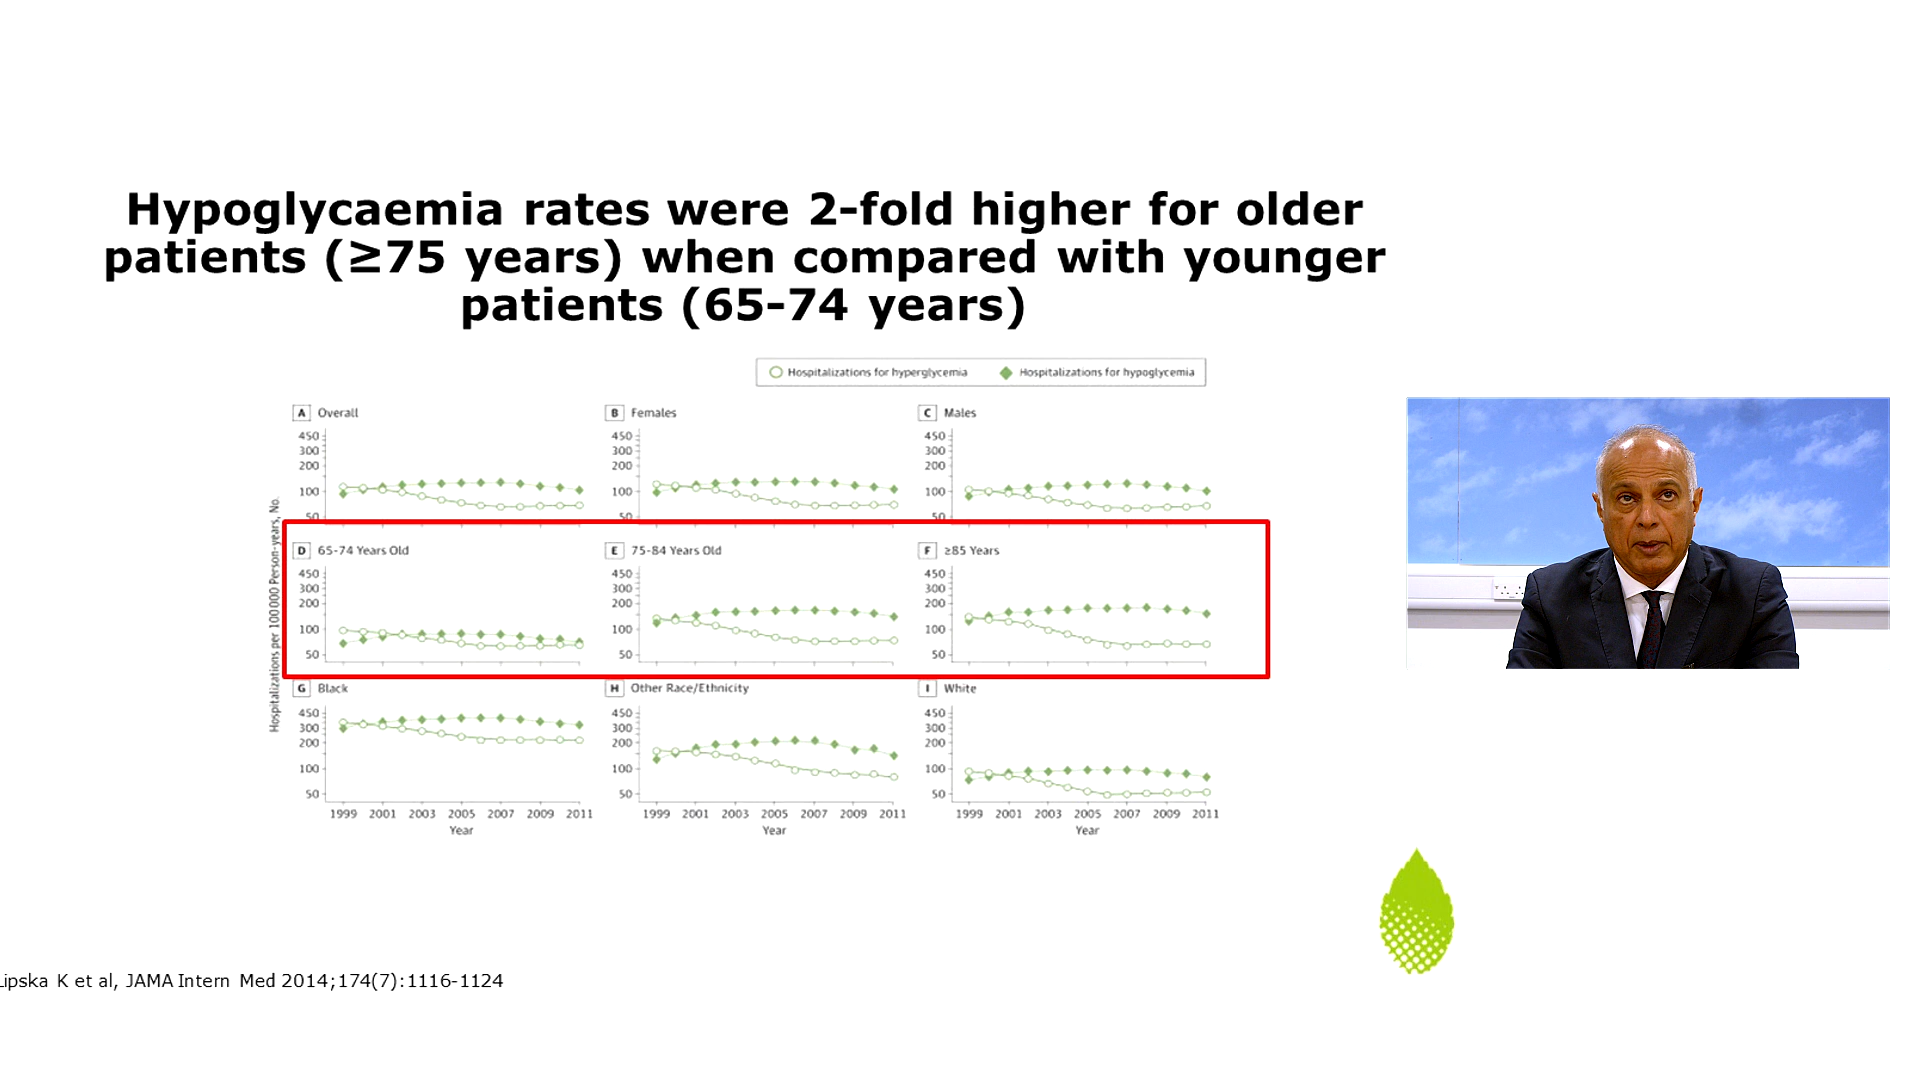 Hypoglycaemia rates were 2-fold higher for older
patients (≥75 years) when compared with younger
patients (65-74 years)
Hospitalizations for hyperglycemia
Hospitalizations for hypoglycemia
A Overall
B Females
C Males
450
300
200
100
50
450
300
200
100
50
450
300
200
100
50
Hospitalizations per 100000 Person-years, No.
D 65-74 Years Old
E 75-84 Years Old
F ≥85 Years
450
300
200
100
50
450
300
200
100
50
450
300
200
100
50
G Black
H Other Race/Ethnicity
I White
450
300
200
100
50
450
300
200
100
50
450
300
200
100
50
1999 2001 2003 2005 2007 2009 2011
1999 2001 2003 2005 2007 2009 2011
1999 2001 2003 2005 2007 2009 2011
Year
Year
Year
Lipska K et al, JAMA Intern Med 2014;174(7):1116-1124